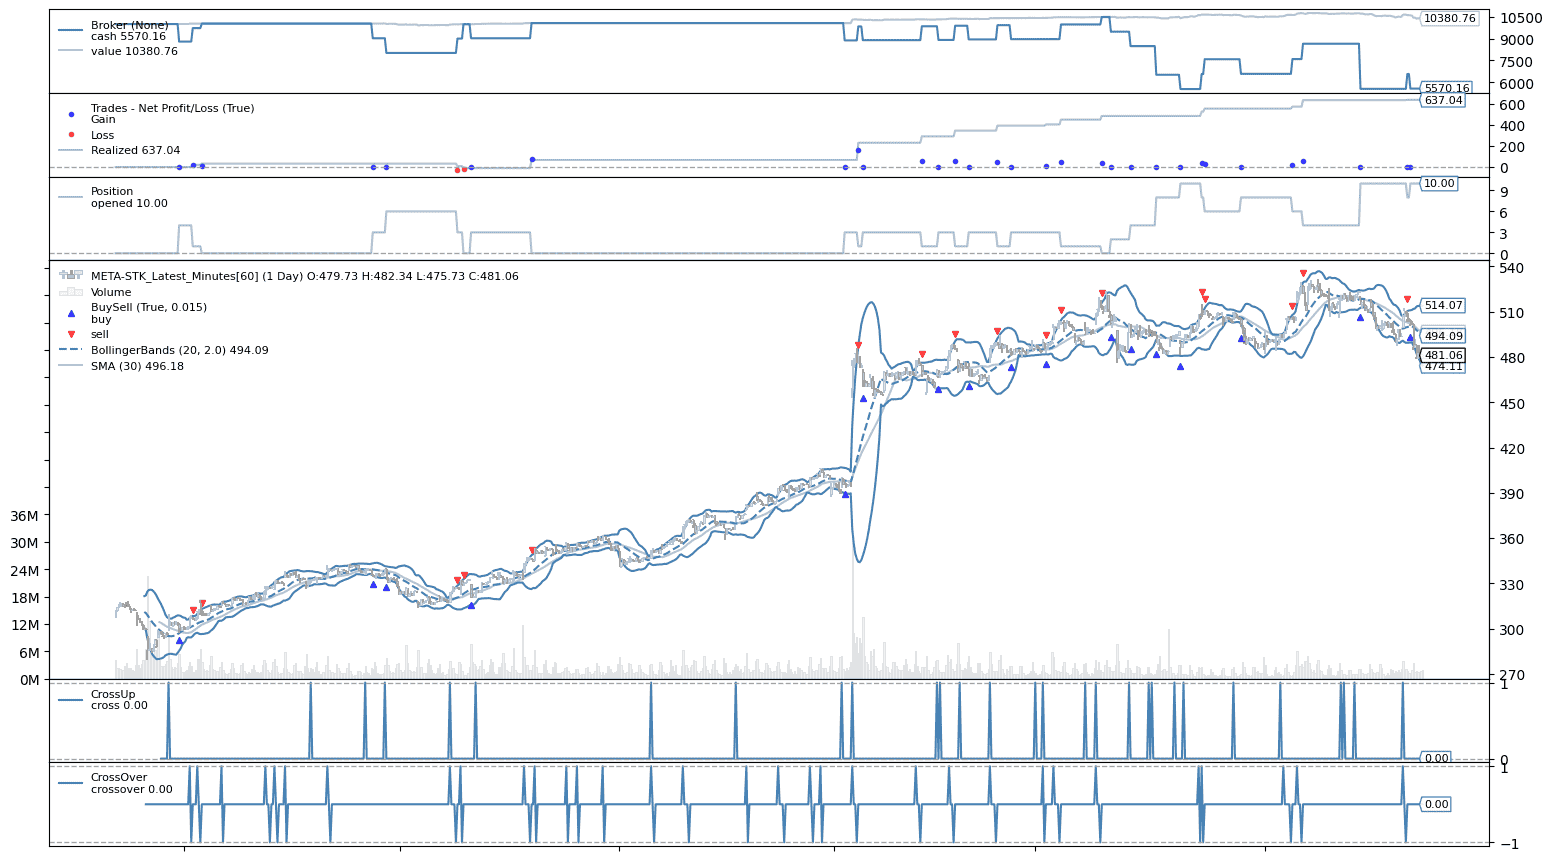 Broker (None)
cash 5570.16
value 10380.76
10380.76
5570.16
10500
9000
7500
6000
Trades - Net Profit/Loss (True)
Gain
Loss
Realized 637.04
637.04
600
400
200
0
Position
opened 10.00
10.00
9
6
3
0
META-STK_Latest_Minutes[60] (1 Day) O:479.73 H:482.34 L:475.73 C:481.06
Volume
BuySell (True, 0.015)
buy
sell
BollingerBands (20, 2.0) 494.09
SMA (30) 496.18
514.07
494.09
481.06
474.11
540
510
480
450
420
390
360
330
300
270
36M
30M
24M
18M
12M
6M
0M
CrossUp
cross 0.00
0.00
1
0
CrossOver
crossover 0.00
0.00
1
−1